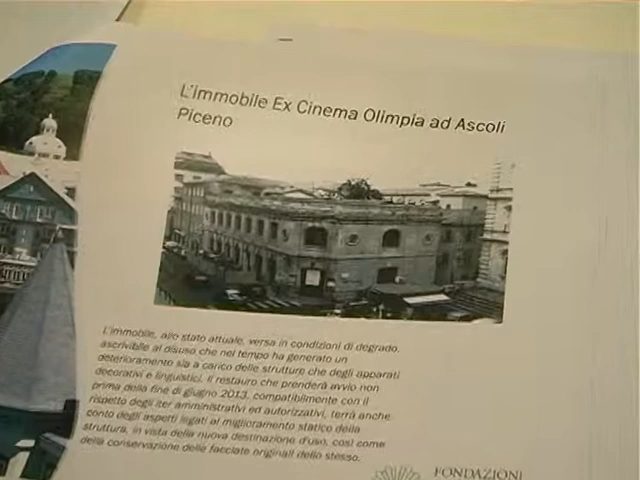 L'immobile Ex Cinema Olimpia ad Ascoli
Piceno
L'immobile, allo stato attuale, versa in condizioni di degrado,
ascrivibile al disuso che nel tempo ha generato un
deterioramento sia a carico delle strutture che degli apparati
decorativi e linguistici. Il restauro che prenderà avvio non
prima della fine di giugno 2013, compatibilmente con il
rispetto degli iter amministrativi ed autorizzativi, terrà anche
conto degli aspetti legati al miglioramento statico della
struttura, in vista della nuova destinazione d'uso, così come
della conservazione delle facciate originali dello stesso.
FONDAZIONI